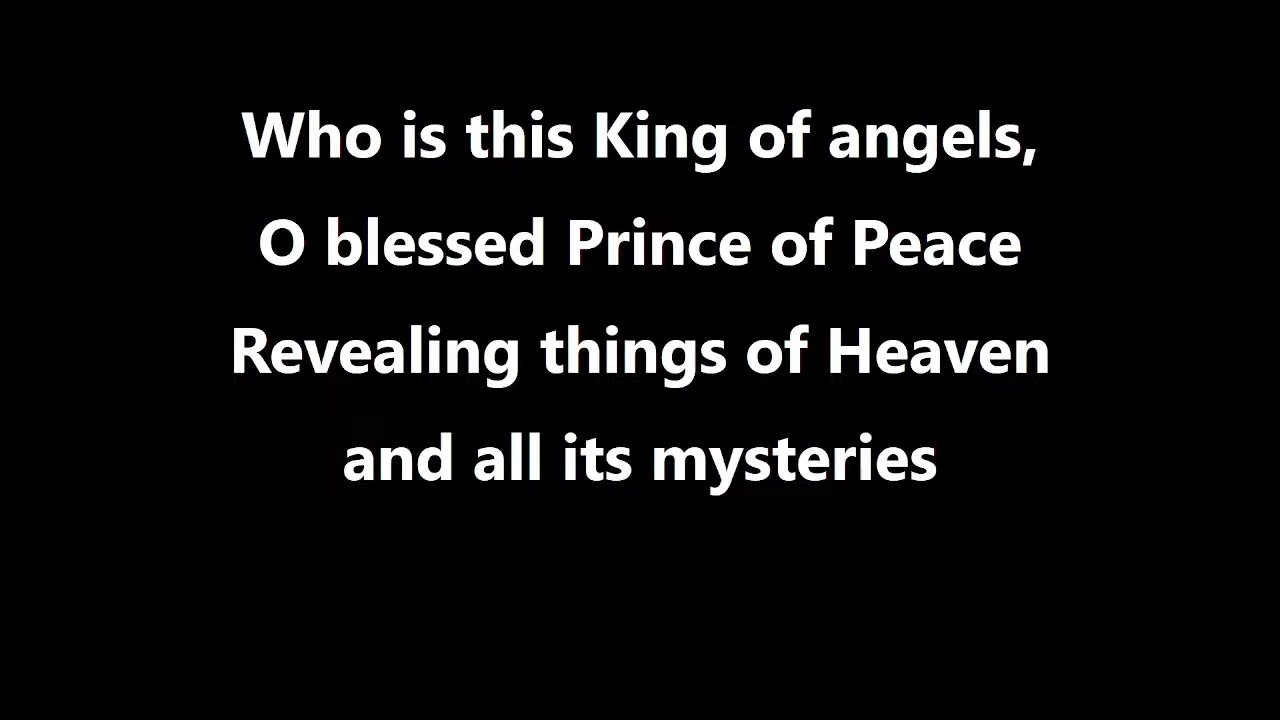 Who is this King of angels,
O blessed Prince of Peace
Revealing things of Heaven
and all its mysteries